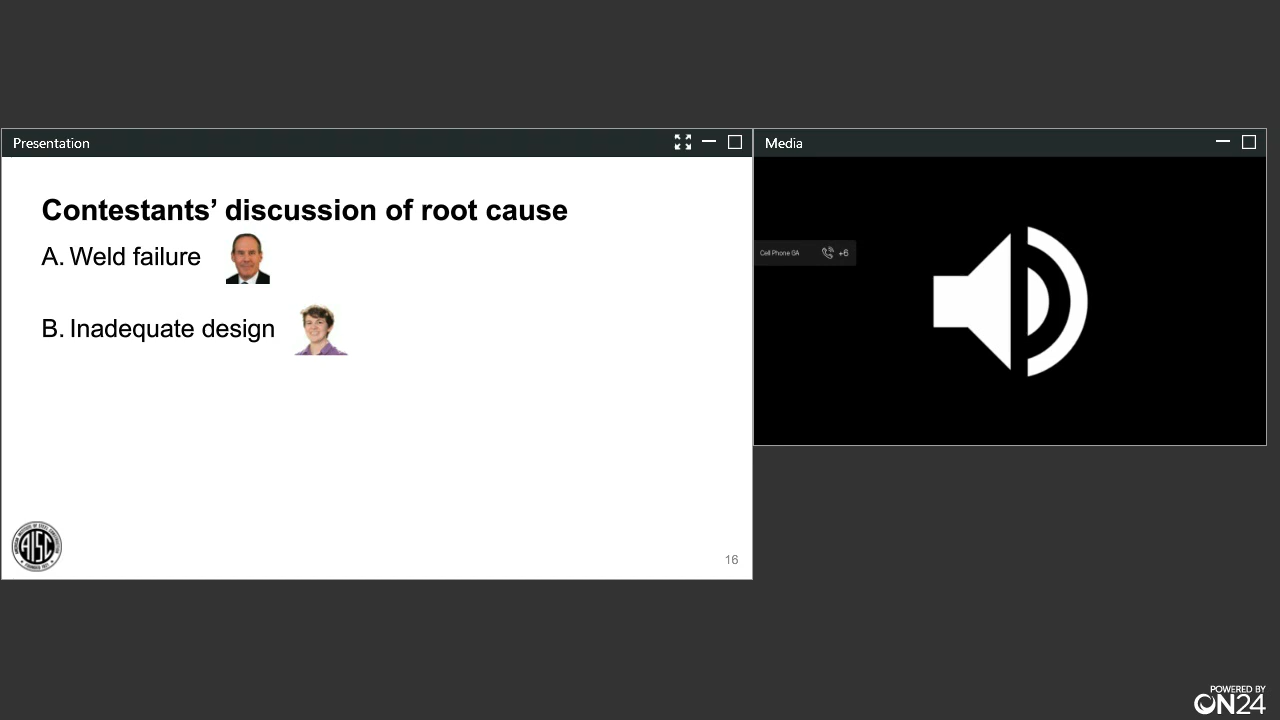 Presentation
Media
Contestants’ discussion of root cause
A. Weld failure
B. Inadequate design
Cell Phone GA
+6
AISC
16
POWERED BY
ON24